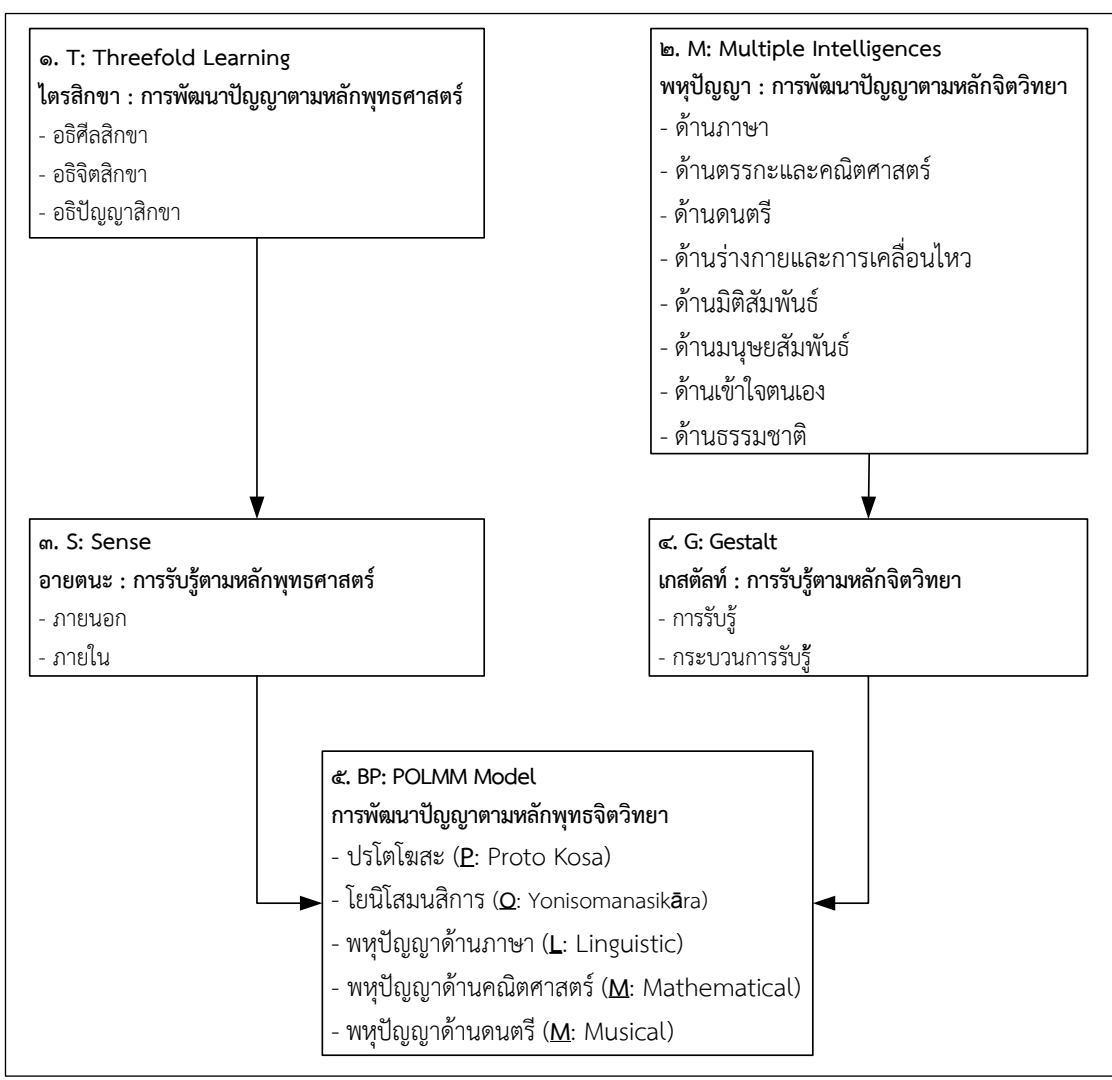 ๑. T: Threefold Learning
ไตรสิกขา : การพัฒนาปัญญาตามหลักพุทธศาสตร์
- อธิศีลสิกขา
- อธิจิตสิกขา
- อธิปัญญาสิกขา
๒. M: Multiple Intelligences
พหุปัญญา : การพัฒนาปัญญาตามหลักจิตวิทยา
- ด้านภาษา
- ด้านตรรกะและคณิตศาสตร์
- ด้านดนตรี
- ด้านร่างกายและการเคลื่อนไหว
- ด้านมิติสัมพันธ์
- ด้านมนุษยสัมพันธ์
- ด้านเข้าใจตนเอง
- ด้านธรรมชาติ
๓. S: Sense
อายตนะ : การรับรู้ตามหลักพุทธศาสตร์
- ภายนอก
- ภายใน
๔. G: Gestalt
เกสตัลท์ : การรับรู้ตามหลักจิตวิทยา
- การรับรู้
- กระบวนการรับรู้
๕. BP: POLMM Model
การพัฒนาปัญญาตามหลักพุทธจิตวิทยา
- ปรโตโฆสะ (P: Proto Kosa)
- โยนิโสมนสิการ (O: Yonisomanasikāra)
- พหุปัญญาด้านภาษา (L: Linguistic)
- พหุปัญญาด้านคณิตศาสตร์ (M: Mathematical)
- พหุปัญญาด้านดนตรี (M: Musical)